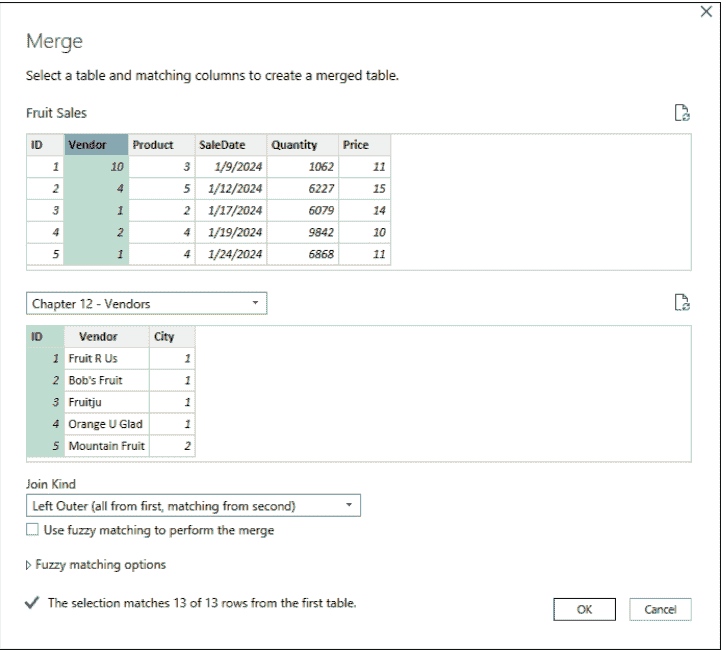 Merge
Select a table and matching columns to create a merged table.
Fruit Sales
ID Vendor Product SaleDate Quantity Price
1 10 3 1/9/2024 1062 11
2 4 5 1/12/2024 6227 15
3 1 2 1/17/2024 6079 14
4 2 4 1/19/2024 9842 10
5 1 4 1/24/2024 6868 11
Chapter 12 - Vendors
ID Vendor City
1 Fruit R Us 1
2 Bob's Fruit 1
3 Fruitju 1
4 Orange U Glad 1
5 Mountain Fruit 2
Join Kind
Left Outer (all from first, matching from second)
Use fuzzy matching to perform the merge
Fuzzy matching options
The selection matches 13 of 13 rows from the first table.
OK Cancel